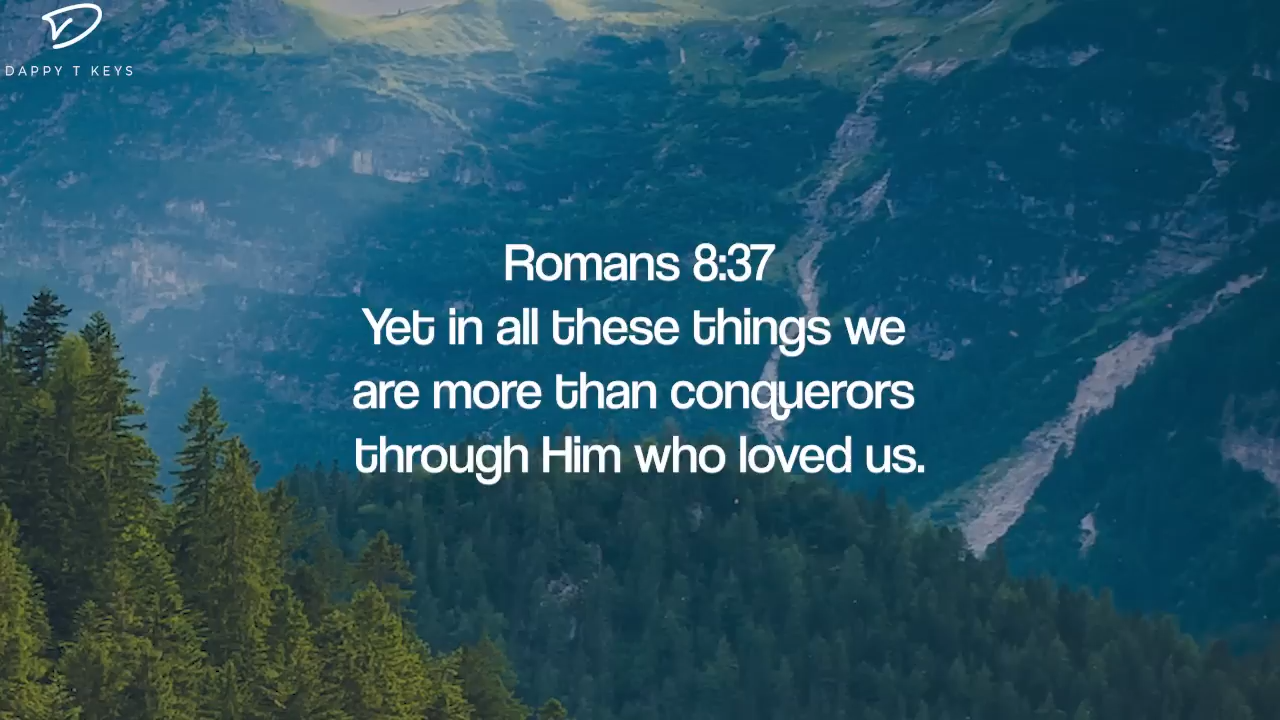 DAPPY T KEYS
Romans 8:37
Yet in all these things we
are more than conquerors
through Him who loved us.